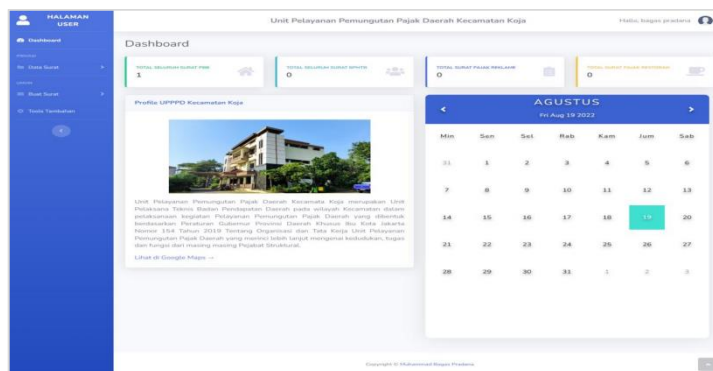 HALAMAN
USER
Unit Pelayanan Pemungutan Pajak Daerah Kecamatan Koja
Hallo, bagas pradana
Dashboard
Dashboard
Data Surat
Buat Surat
Tools Tambahan
TOTAL SELURUH SURAT PBB
1
TOTAL SELURUH SURAT
0
TOTAL SURAT PAJAK REKLAME
0
TOTAL SURAT PAJAK RESTORAN
0
Profile UPPPD Kecamatan Koja
Unit Pelayanan Pemungutan Pajak Daerah Kecamata Koja merupakan Unit
Pelaksana Teknis Badan Pendapatan Daerah pada wilayah Kecamatan dalam
pelaksanaan kegiatan Pelayanan Pemungutan Pajak Daerah yang dibentuk
berdasarkan Peraturan Gubernur Provinsi Daerah Khusus Ibu Kota Jakarta
Nomor 154 Tahun 2019 Tentang Organisasi dan Tata Kerja Unit Pelayanan
Pemungutan Pajak Daerah yang merinci lebih lanjut mengenai kedudukan, tugas
dan fungsi dari masing masing Pejabat Struktural.
Lihat di Google Maps →
AGUSTUS
Fri Aug 19 2022
Min Sen Sel Rab Kam Jum Sab
31 1 2 3 4 5 6
7 8 9 10 11 12 13
14 15 16 17 18 19 20
21 22 23 24 25 26 27
28 29 30 31 1 2 3
Copyright © Muhammad Bagas Pradana